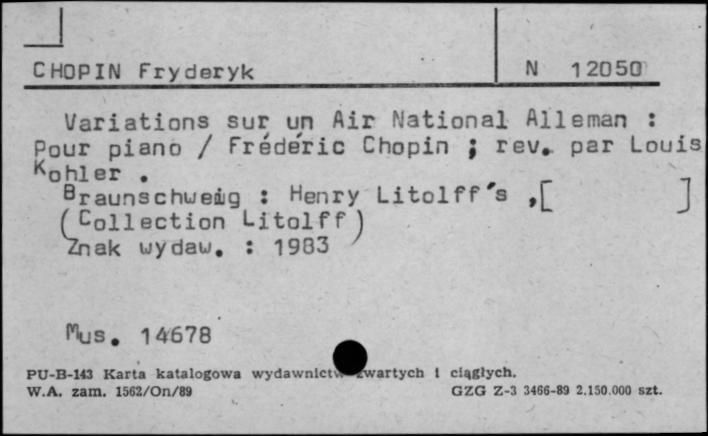 CHOPIN Fryderyk
N 12050
Variations sur un Air National Alleman :
Pour piano / Fréderic Chopin ; rev. par Louis
Kohler .
Braunschweig : Henry Litolff's ,[ ]
(Collection Litolff)
Znak wydaw. : 1983
Mus. 14678
PU-B-143 Karta katalogowa wydawnictw zwartych i ciągłych.
W.A. zam. 1562/On/89
GZG Z-3 3466-89 2.150.000 szt.